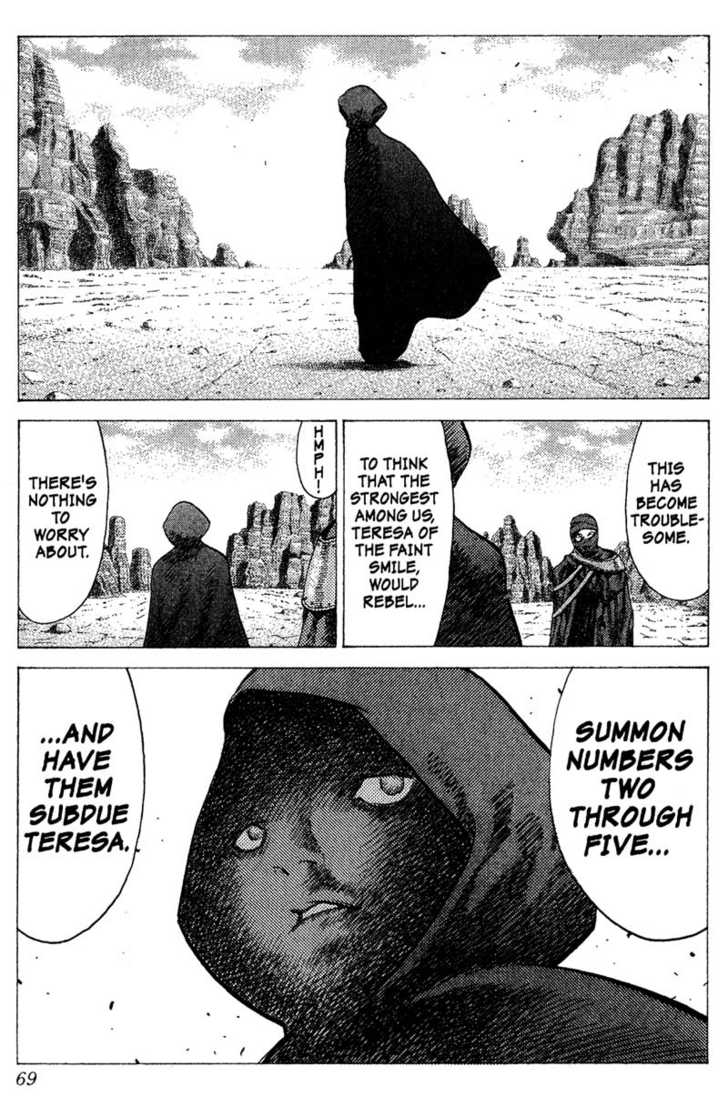 THIS
HAS
BECOME
TROUBLE-
SOME.
TO THINK
THAT THE
STRONGEST
AMONG US,
TERESA OF
THE FAINT
SMILE,
WOULD
REBEL...
HMPH!
THERE'S
NOTHING
TO
WORRY
ABOUT.
SUMMON
NUMBERS
TWO
THROUGH
FIVE...
...AND
HAVE
THEM
SUBDUE
TERESA.
69